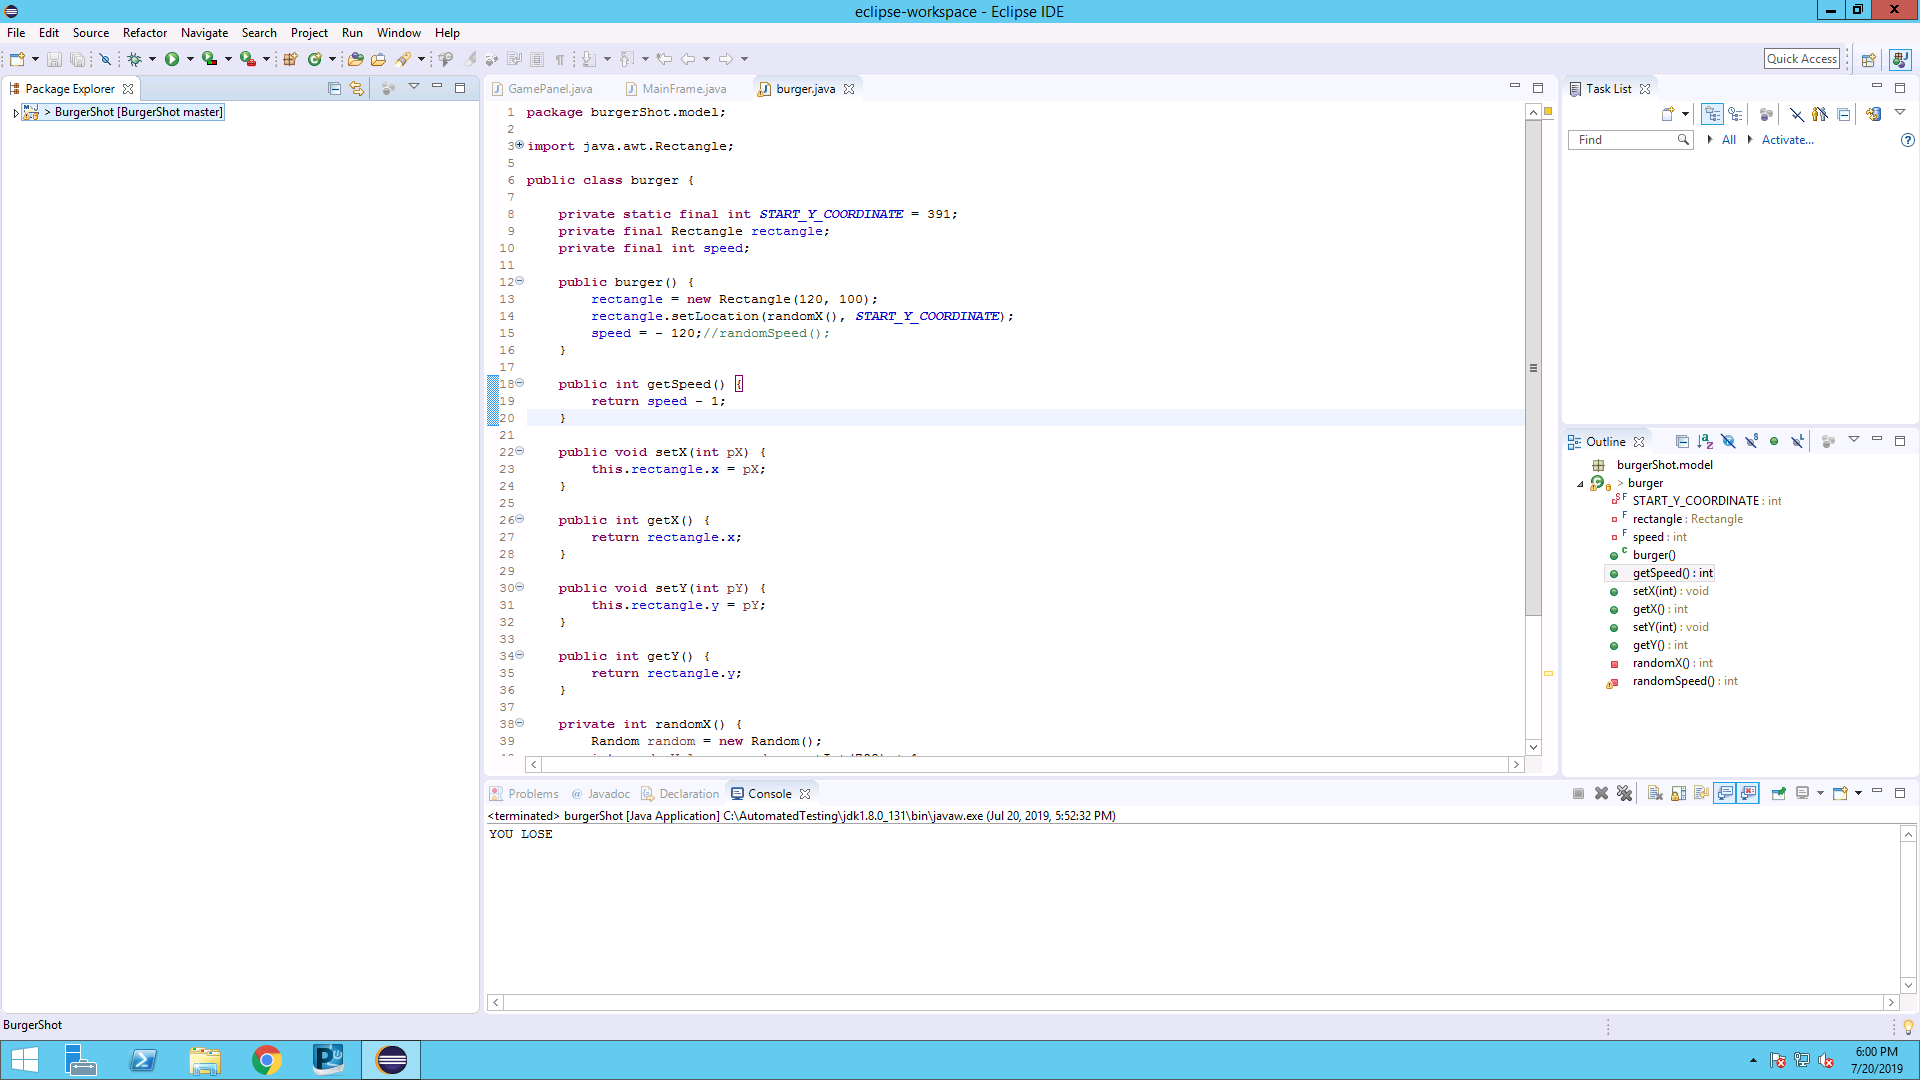 eclipse-workspace - Eclipse IDE
File Edit Source Refactor Navigate Search Project Run Window Help
Quick Access
Package Explorer
> BurgerShot [BurgerShot master]
GamePanel.java MainFrame.java burger.java
1 package burgerShot.model;
2
3 import java.awt.Rectangle;
5
6 public class burger {
7
8 private static final int START_Y_COORDINATE = 391;
9 private final Rectangle rectangle;
10 private final int speed;
11
12 public burger() {
13 rectangle = new Rectangle(120, 100);
14 rectangle.setLocation(randomX(), START_Y_COORDINATE);
15 speed = - 120;//randomSpeed();
16 }
17
18 public int getSpeed() {
19 return speed - 1;
20 }
21
22 public void setX(int pX) {
23 this.rectangle.x = pX;
24 }
25
26 public int getX() {
27 return rectangle.x;
28 }
29
30 public void setY(int pY) {
31 this.rectangle.y = pY;
32 }
33
34 public int getY() {
35 return rectangle.y;
36 }
37
38 private int randomX() {
39 Random random = new Random();
Task List
Find All Activate...
Outline
burgerShot.model
> burger
START_Y_COORDINATE : int
rectangle : Rectangle
speed : int
burger()
getSpeed() : int
setX(int) : void
getX() : int
setY(int) : void
getY() : int
randomX() : int
randomSpeed() : int
Problems @ Javadoc Declaration Console
<terminated> burgerShot [Java Application] C:\AutomatedTesting\jdk1.8.0_131\bin\javaw.exe (Jul 20, 2019, 5:52:32 PM)
YOU LOSE
BurgerShot
6:00 PM
7/20/2019